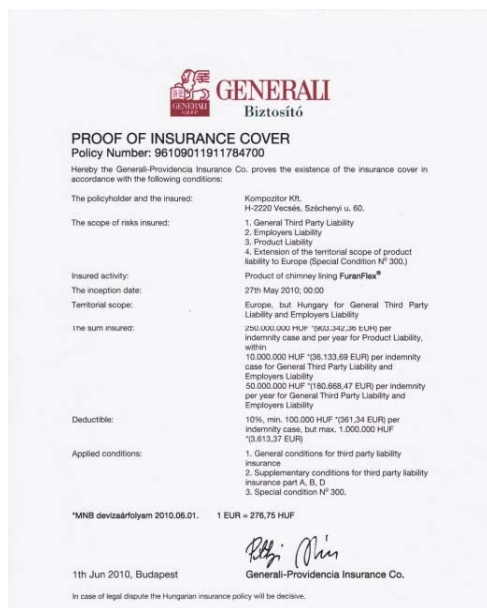 GENERALI
GENERALI
GROUP
Biztosító
PROOF OF INSURANCE COVER
Policy Number: 96109011911784700
Hereby the Generali-Providencia Insurance Co. proves the existence of the insurance cover in
accordance with the following conditions:
The policyholder and the insured: Kompozitor Kft.
H-2220 Vecsés, Széchenyi u. 60.
The scope of risks insured: 1. General Third Party Liability
2. Employers Liability
3. Product Liability
4. Extension of the territorial scope of product
liability to Europe (Special Condition N° 300.)
Insured activity: Product of chimney lining FuranFlex®
The inception date: 27th May 2010; 00:00
Territorial scope: Europe, but Hungary for General Third Party
Liability and Employers Liability
The sum insured: 250.000.000 HUF *(903.342,36 EUR) per
indemnity case and per year for Product Liability,
within
10.000.000 HUF *(36.133,69 EUR) per indemnity
case for General Third Party Liability and
Employers Liability
50.000.000 HUF *(180.668,47 EUR) per indemnity
per year for General Third Party Liability and
Employers Liability
Deductible: 10%, min. 100.000 HUF *(361,34 EUR) per
indemnity case, but max. 1.000.000 HUF
*(3.613,37 EUR)
Applied conditions: 1. General conditions for third party liability
insurance
2. Supplementary conditions for third party liability
insurance part A, B, D
3. Special condition N° 300.
*MNB devizaárfolyam 2010.06.01. 1 EUR = 276,75 HUF
1th Jun 2010, Budapest Generali-Providencia Insurance Co.
In case of legal dispute the Hungarian insurance policy will be decisive.